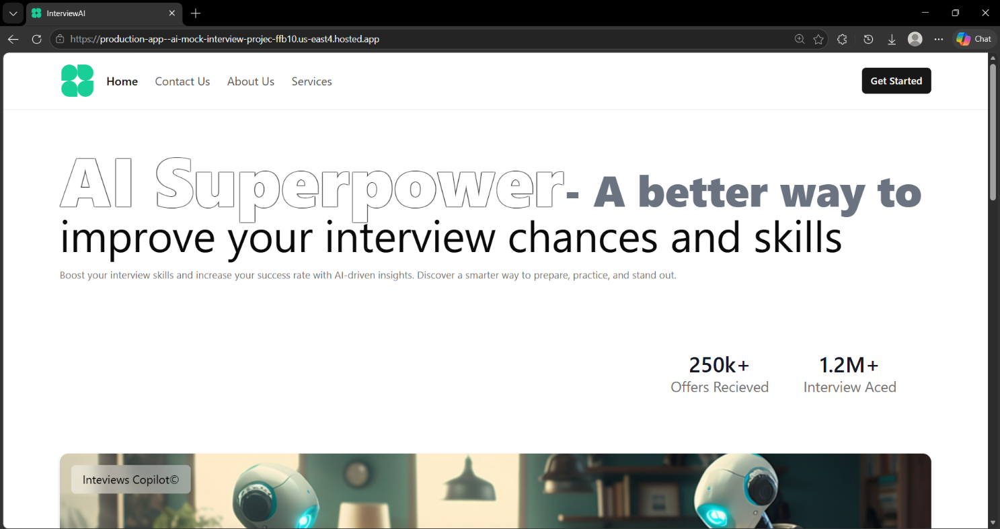 InterviewAI
https://production-app--ai-mock-interview-projec-ffb10.us-east4.hosted.app
Chat
Home Contact Us About Us Services Get Started
AI Superpower- A better way to
improve your interview chances and skills
Boost your interview skills and increase your success rate with AI-driven insights. Discover a smarter way to prepare, practice, and stand out.
250k+ 1.2M+
Offers Recieved Interview Aced
Inteviews Copilot©